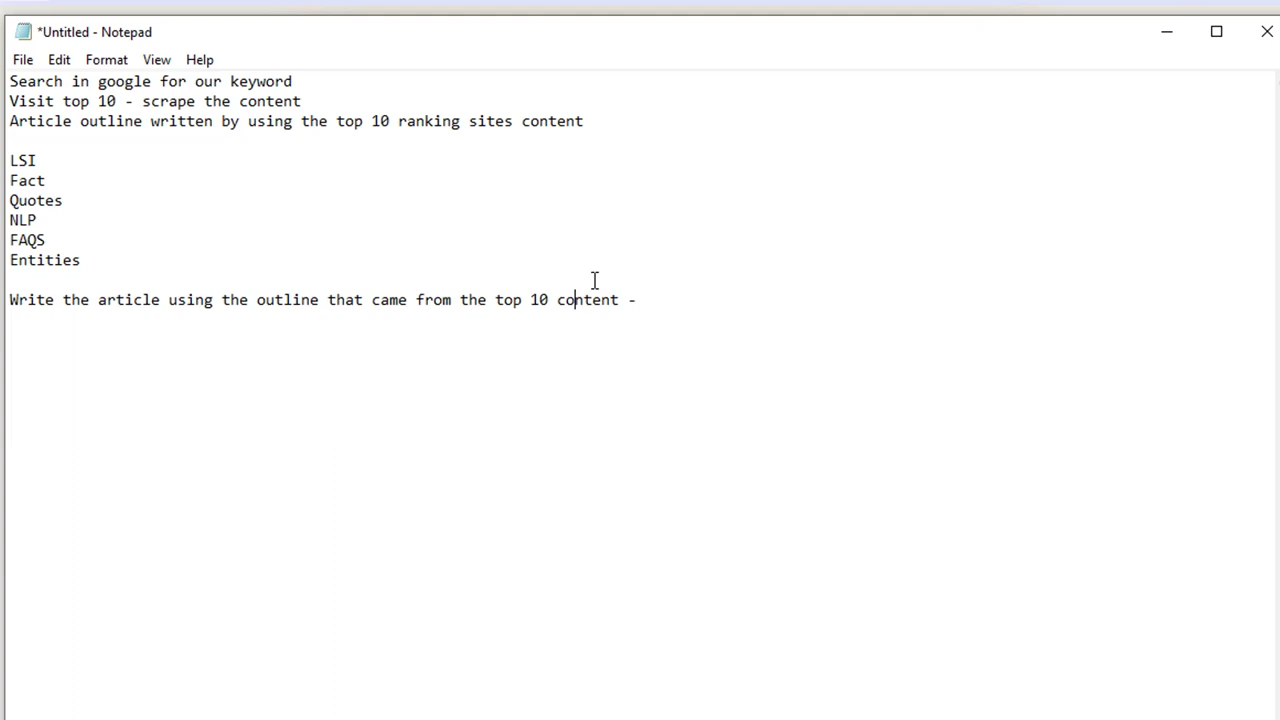 *Untitled - Notepad
File Edit Format View Help
Search in google for our keyword
Visit top 10 - scrape the content
Article outline written by using the top 10 ranking sites content
LSI
Fact
Quotes
NLP
FAQS
Entities
Write the article using the outline that came from the top 10 content -